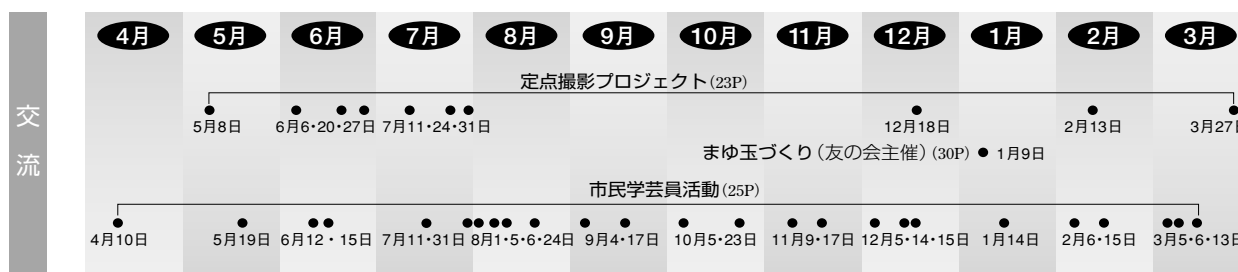 4月 5月 6月 7月 8月 9月 10月 11月 12月 1月 2月 3月
交流
定点撮影プロジェクト(23P)
5月8日 6月6・20・27日 7月11・24・31日 12月18日 2月13日 3月27日
まゆ玉づくり(友の会主催)(30P) ● 1月9日
市民学芸員活動(25P)
4月10日 5月19日 6月12・15日 7月11・31日 8月1・5・6・24日 9月4・17日 10月5・23日 11月9・17日 12月5・14・15日 1月14日 2月6・15日 3月5・6・13日